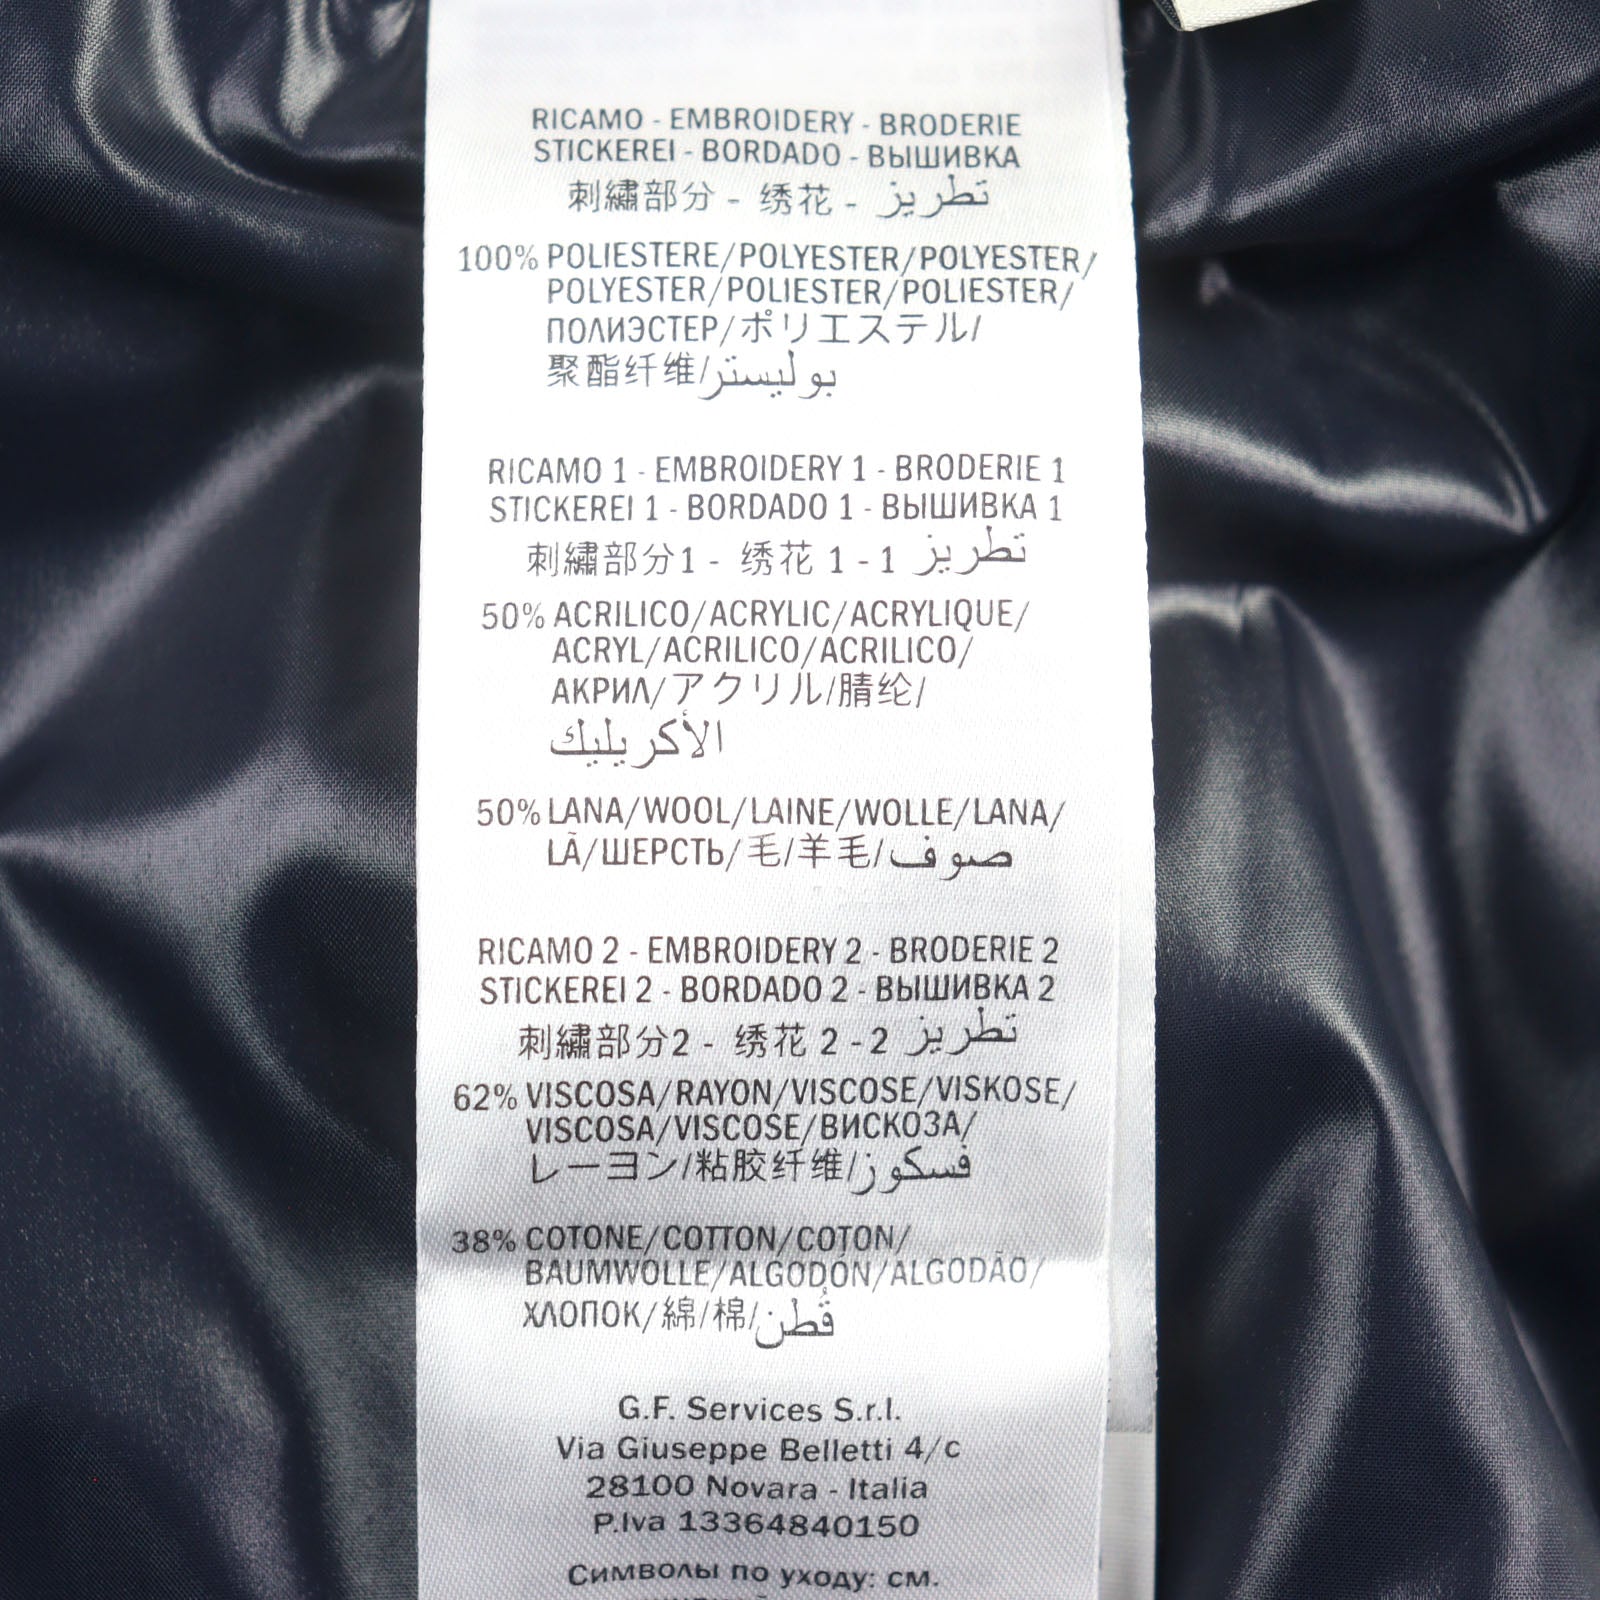 RICAMO - EMBROIDERY - BRODERIE
STICKEREI - BORDADO - ВЫШИВКА
刺繍部分 - 绣花 - تطريز
100% POLIESTERE/POLYESTER/POLYESTER/
POLYESTER/POLIESTER/POLIESTER/
ПОЛИЭСТЕР/ポリエステル/
聚酯纤维/بوليستر
RICAMO 1 - EMBROIDERY 1 - BRODERIE 1
STICKEREI 1 - BORDADO 1 - ВЫШИВКА 1
刺繍部分1 - 绣花 1 - 1 تطريز
50% ACRILICO/ACRYLIC/ACRYLIQUE/
ACRYL/ACRILICO/ACRILICO/
АКРИЛ/アクリル/腈纶/
الأكريليك
50% LANA/WOOL/LAINE/WOLLE/LANA/
LÃ/ШЕРСТЬ/毛/羊毛/صوف
RICAMO 2 - EMBROIDERY 2 - BRODERIE 2
STICKEREI 2 - BORDADO 2 - ВЫШИВКА 2
刺繍部分2 - 绣花 2 - 2 تطريز
62% VISCOSA/RAYON/VISCOSE/VISKOSE/
VISCOSA/VISCOSE/ВИСКОЗА/
レーヨン/粘胶纤维/فسكوز
38% COTONE/COTTON/COTON/
BAUMWOLLE/ALGODÓN/ALGODÃO/
ХЛОПОК/綿/棉/قُطن
G.F. Services S.r.l.
Via Giuseppe Belletti 4/c
28100 Novara - Italia
P.Iva 13364840150
Символы по уходу: см.